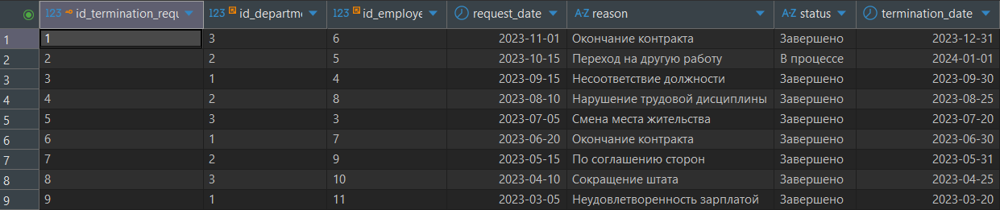 123 id_termination_requ 123 id_departme 123 id_employe request_date A-Z reason A-Z status termination_date
1 1 3 6 2023-11-01 Окончание контракта Завершено 2023-12-31
2 2 2 5 2023-10-15 Переход на другую работу В процессе 2024-01-01
3 3 1 4 2023-09-15 Несоответствие должности Завершено 2023-09-30
4 4 2 8 2023-08-10 Нарушение трудовой дисциплины Завершено 2023-08-25
5 5 3 3 2023-07-05 Смена места жительства Завершено 2023-07-20
6 6 1 7 2023-06-20 Окончание контракта Завершено 2023-06-30
7 7 2 9 2023-05-15 По соглашению сторон Завершено 2023-05-31
8 8 3 10 2023-04-10 Сокращение штата Завершено 2023-04-25
9 9 1 11 2023-03-05 Неудовлетворенность зарплатой Завершено 2023-03-20